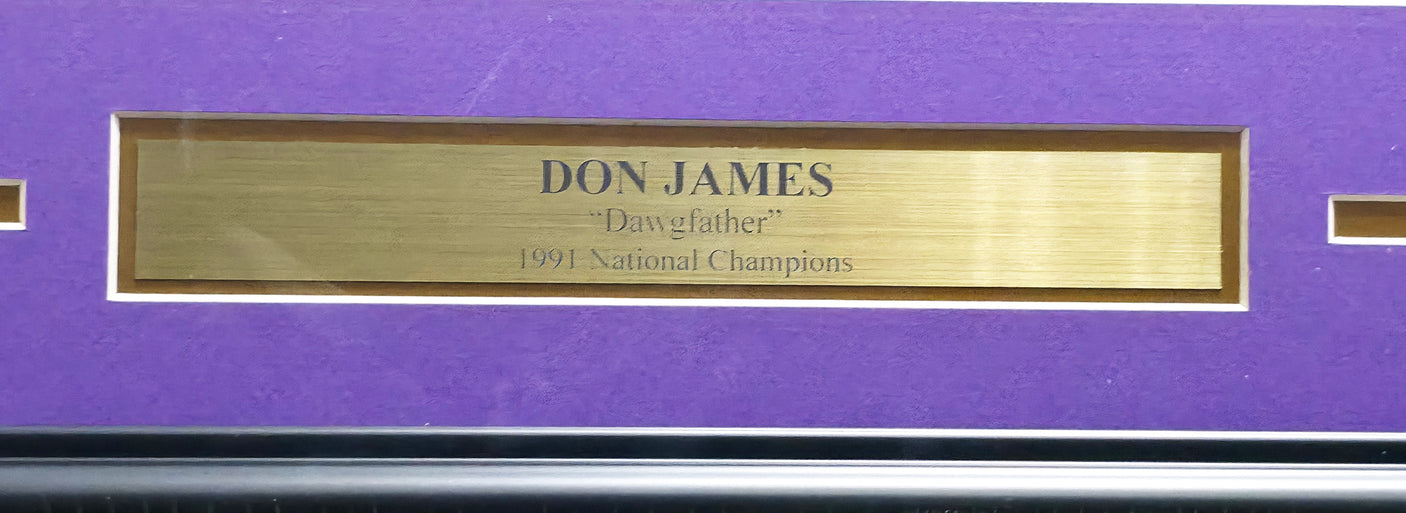 DON JAMES
“Dawgfather”
1991 National Champions